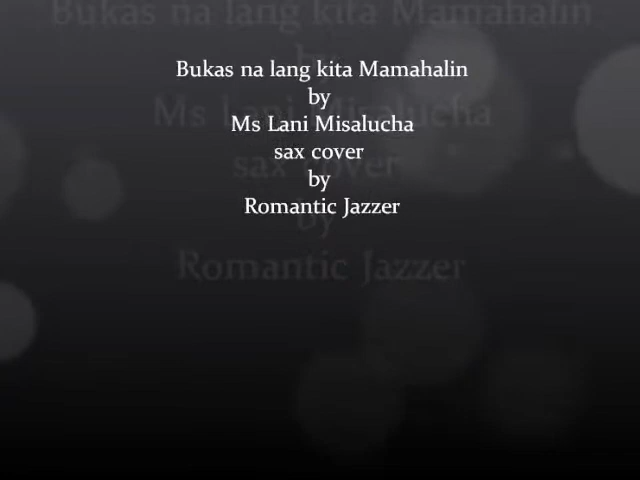 Bukas na lang kita Mamahalin
by
Ms Lani Misalucha
sax cover
by
Romantic Jazzer